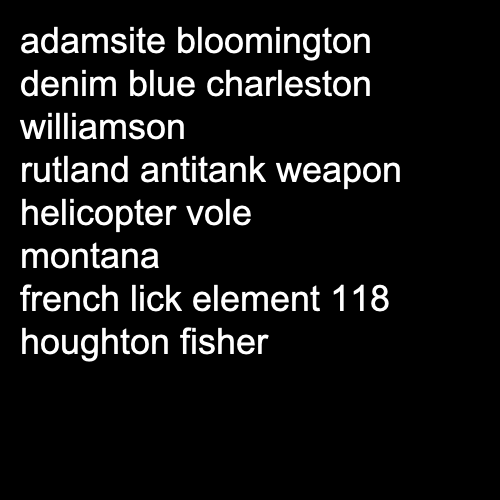 adamsite bloomington
denim blue charleston
williamson
rutland antitank weapon
helicopter vole
montana
french lick element 118
houghton fisher